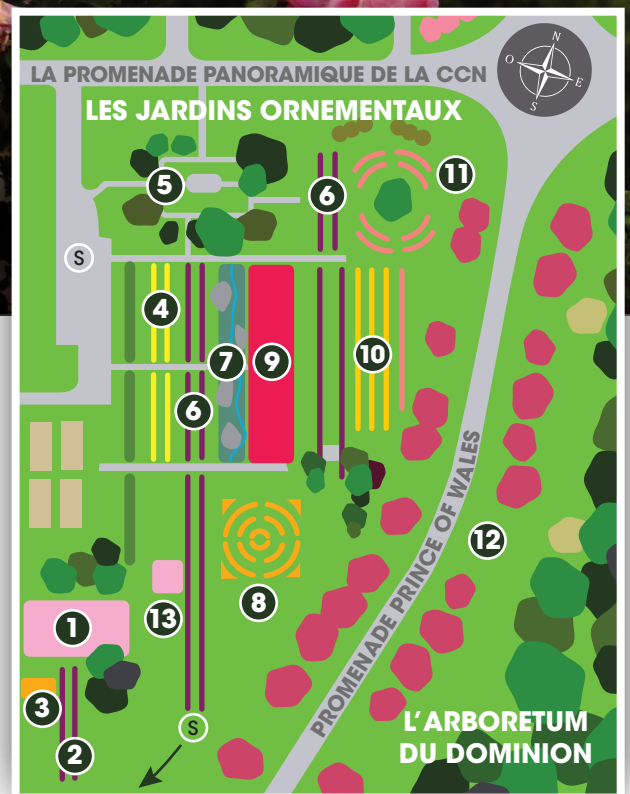 N
O
E
S
LA PROMENADE PANORAMIQUE DE LA CCN
LES JARDINS ORNEMENTAUX
11
5
6
S
4
10
7
9
6
PROMENADE PRINCE OF WALES
12
8
1
13
3
S
L'ARBORETUM
DU DOMINION
2